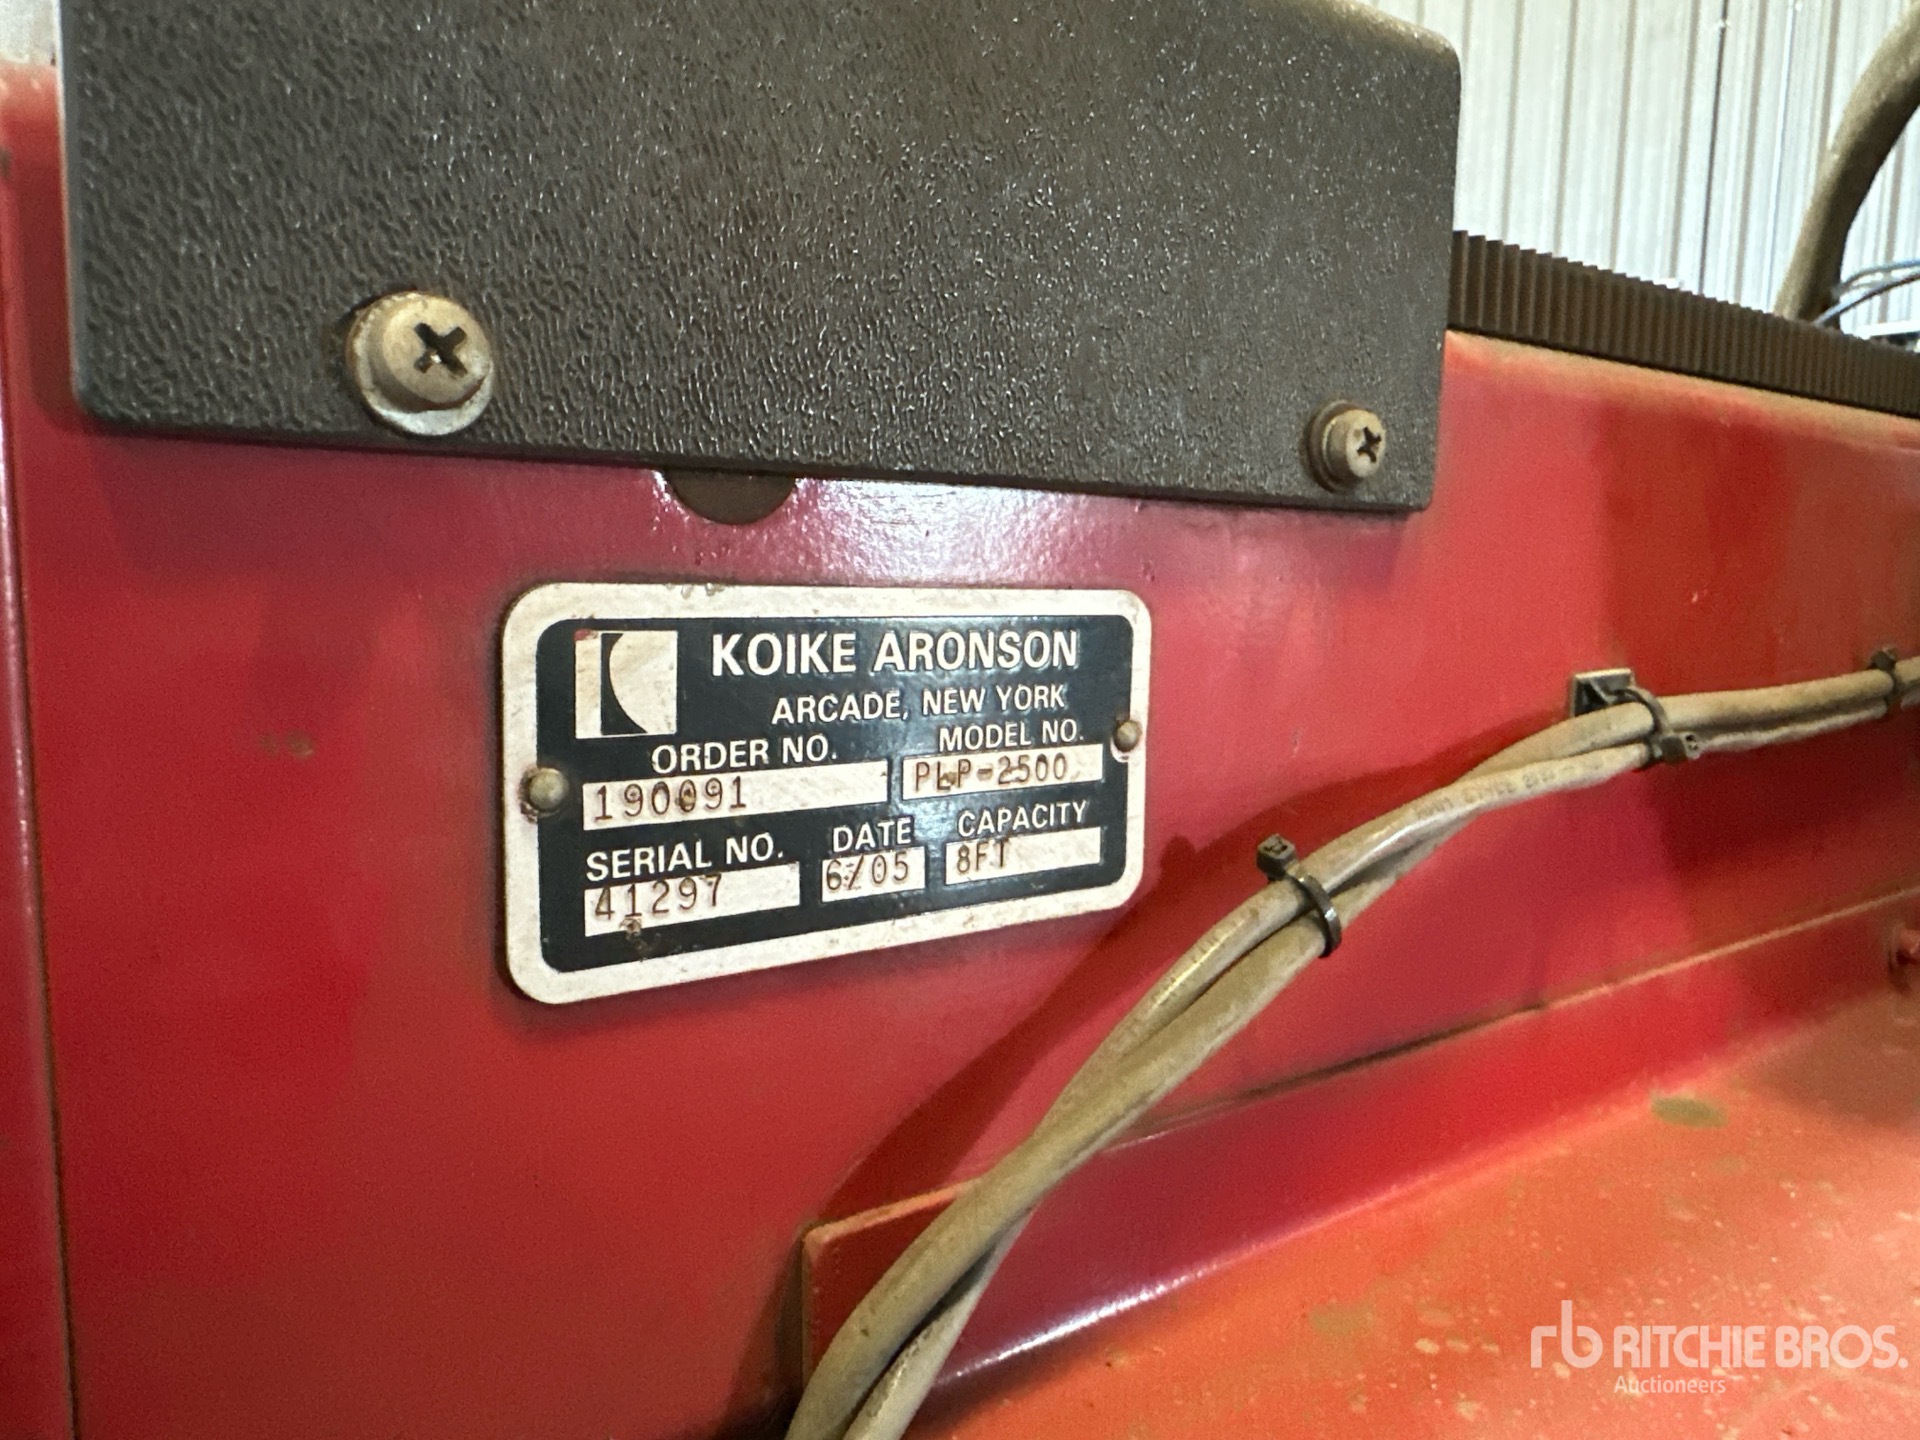 KOIKE ARONSON
ARCADE, NEW YORK
ORDER NO. MODEL NO.
190091 PLP-2500
SERIAL NO. DATE CAPACITY
41297 6/05 8FT
rb RITCHIE BROS.
Auctioneers